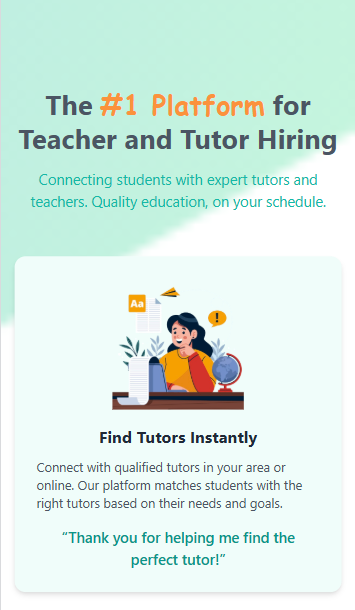 The #1 Platform for
Teacher and Tutor Hiring
Connecting students with expert tutors and
teachers. Quality education, on your schedule.
Aa
!
Find Tutors Instantly
Connect with qualified tutors in your area or
online. Our platform matches students with the
right tutors based on their needs and goals.
“Thank you for helping me find the
perfect tutor!”